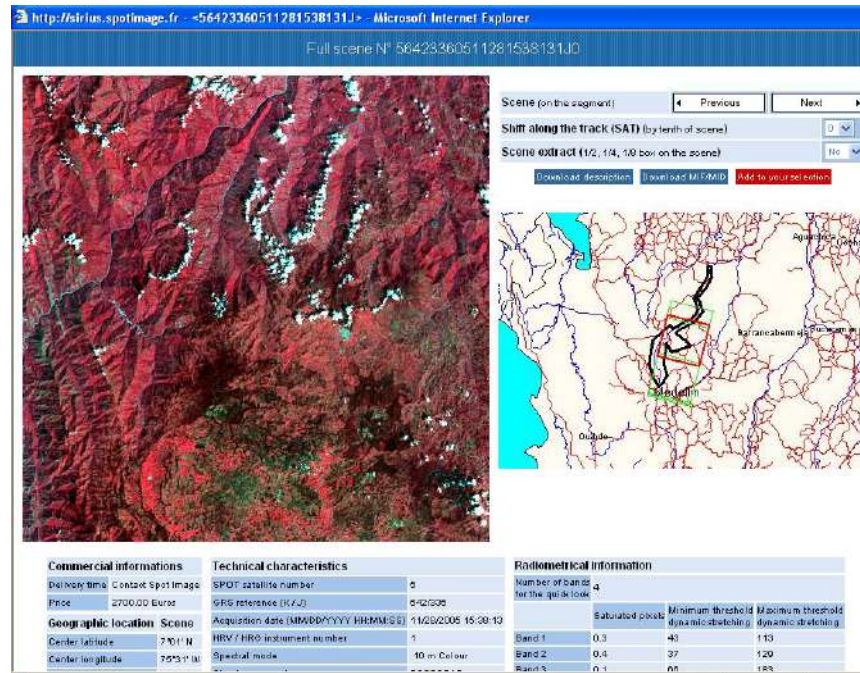 http://sirius.spotimage.fr - <56423360511281538131J> - Microsoft Internet Explorer
Full scene N° 56423360511281538131J0
Scene (on the segment) Previous Next
Shift along the track (SAT) (by tenth of scene) 0
Scene extract (1/2, 1/4, 1/8 box on the scene) No
Download description Download MIF/MID Add to your selection
Barrancabermeja
Commercial informations
Delivery time Contact Spot Image
Price 2700.00 Euros
Geographic location Scene
Center latitude 7°01' N
Center longitude 75°31' W
Technical characteristics
SPOT satellite number 5
GRS reference (K/J) 642/336
Acquisition date (MM/DD/YYYY HH:MM:SS) 11/28/2005 15:38:13
HRV / HRG instrument number 1
Spectral mode 10 m Colour
Radiometrical information
Number of bands for the quicklook 4
Saturated pixels Minimum threshold dynamic stretching Maximum threshold dynamic stretching
Band 1 0.3 43 113
Band 2 0.4 37 129
Band 3 0.1 183